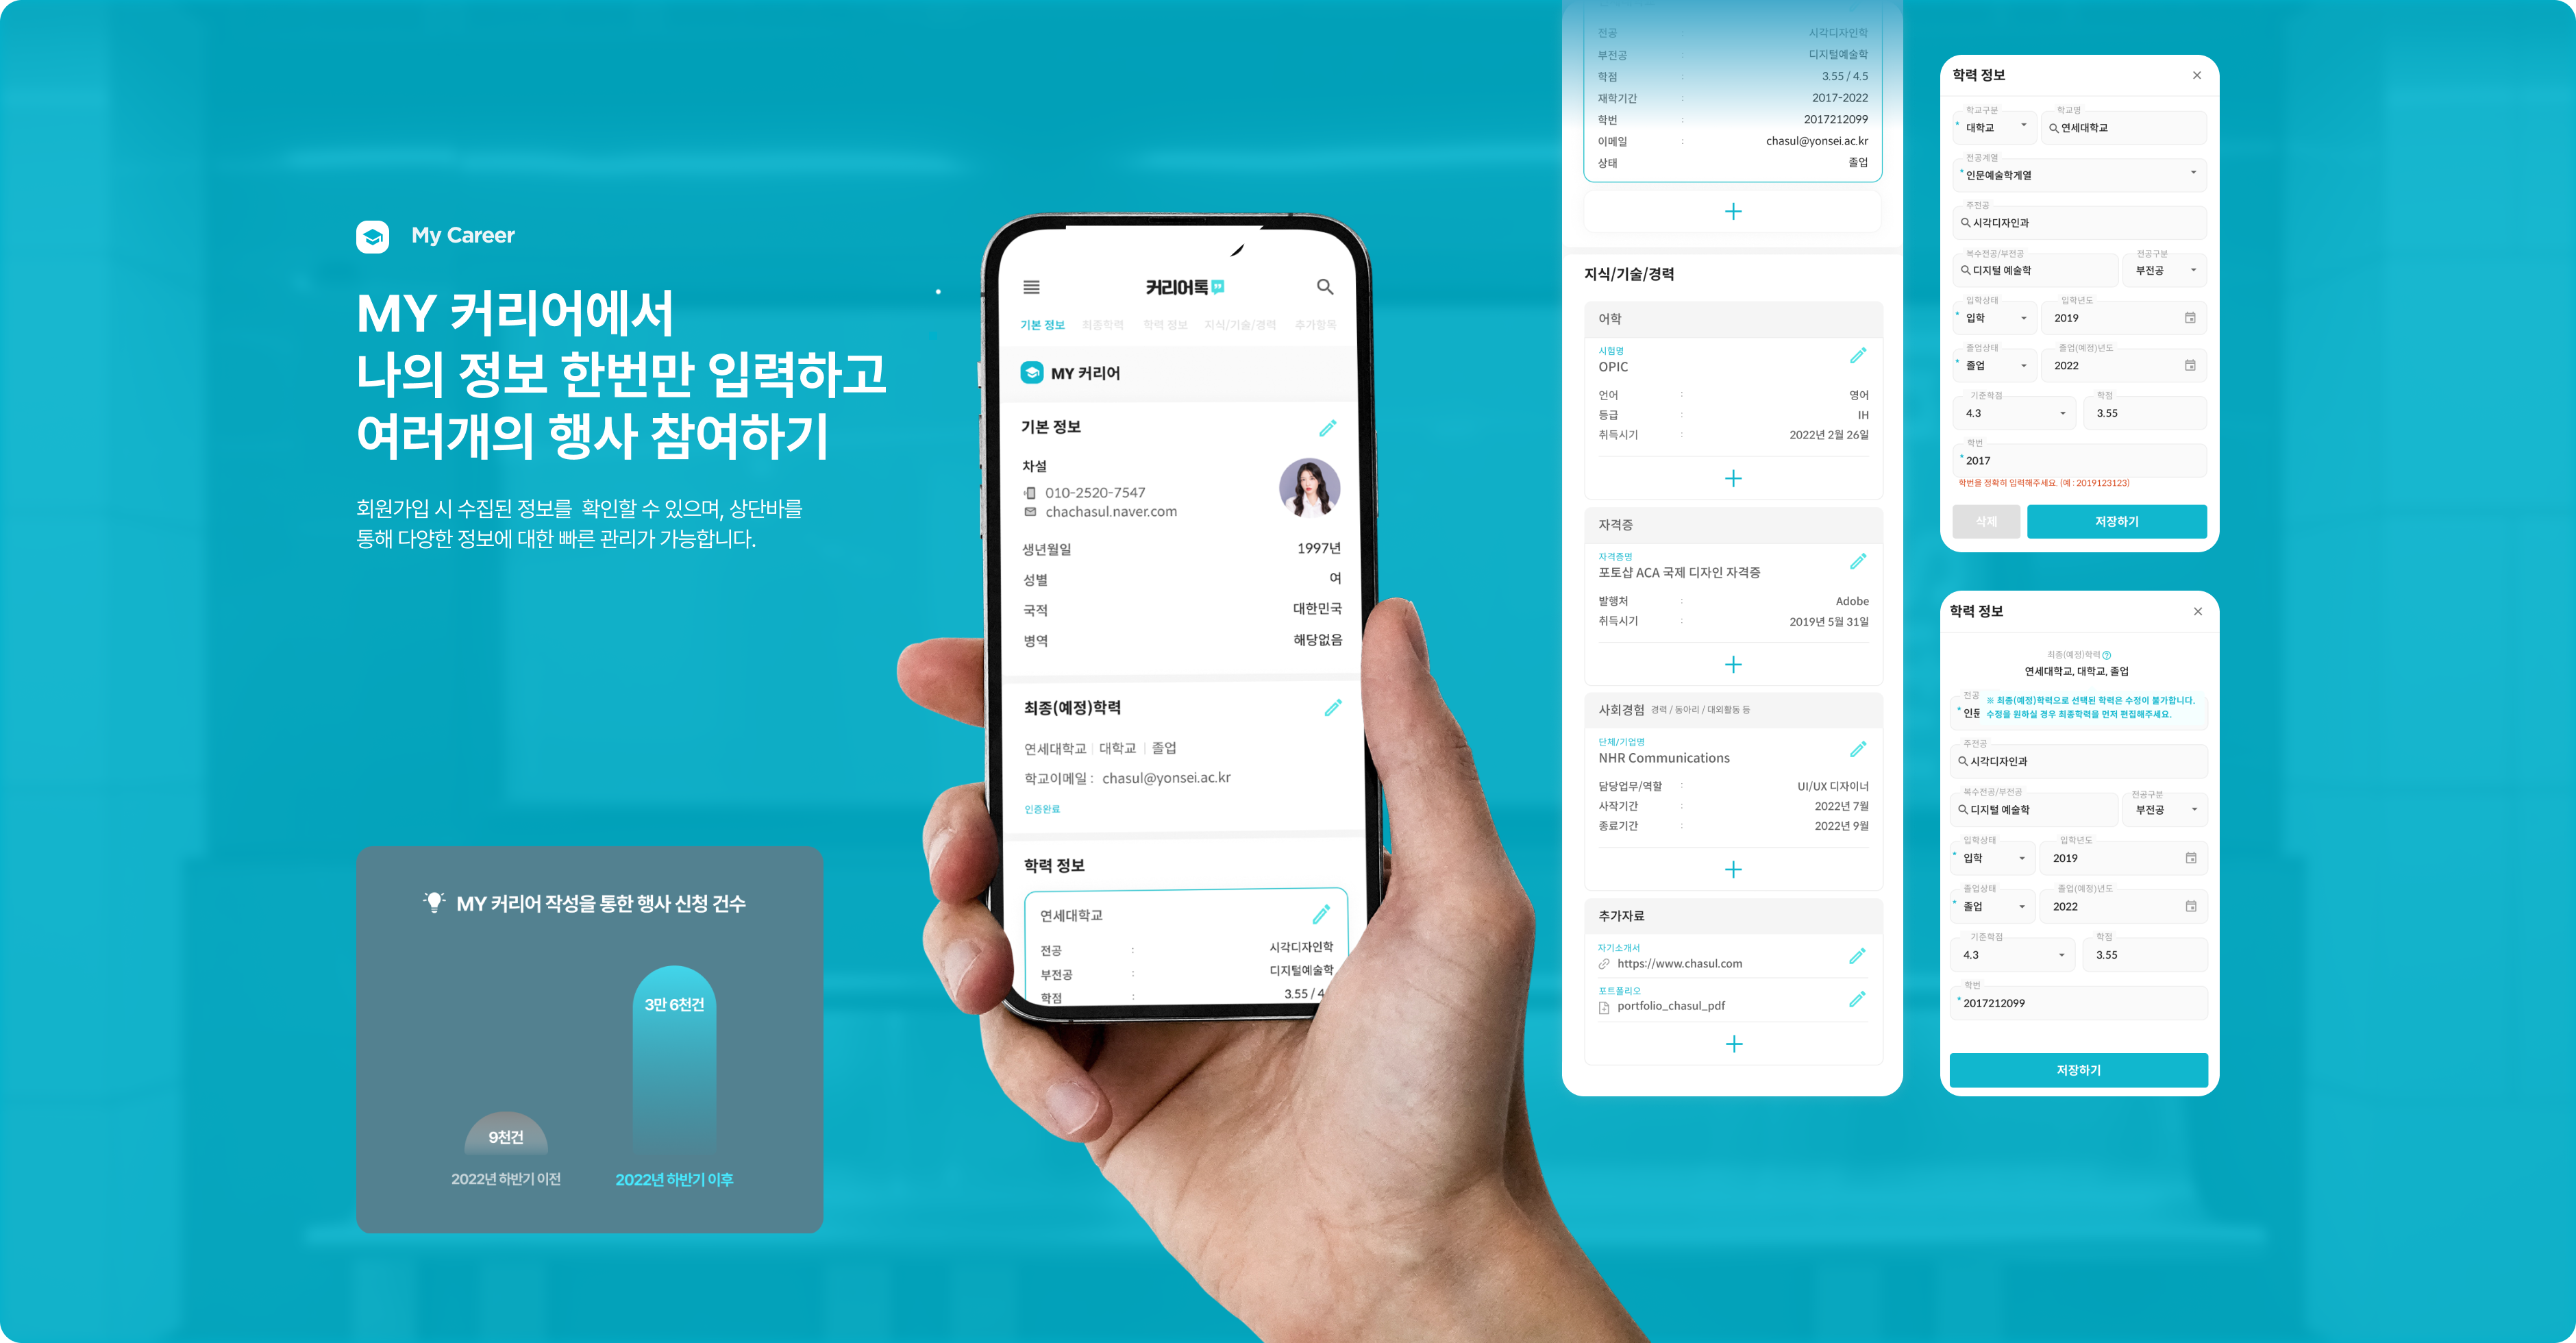 My Career
MY 커리어에서
나의 정보 한번만 입력하고
여러개의 행사 참여하기
회원가입 시 수집된 정보를 확인할 수 있으며, 상단바를
통해 다양한 정보에 대한 빠른 관리가 가능합니다.
MY 커리어 작성을 통한 행사 신청 건수
9천건
3만 6천건
2022년 하반기 이전
2022년 하반기 이후
커리어톡
기본 정보 최종학력 학력 정보 지식/기술/경력 추가항목
MY 커리어
기본 정보
차설
010-2520-7547
chachasul.naver.com
생년월일 1997년
성별 여
국적 대한민국
병역 해당없음
최종(예정)학력
연세대학교 | 대학교 | 졸업
학교이메일 : chasul@yonsei.ac.kr
인증완료
학력 정보
연세대학교
전공 : 시각디자인학
부전공 : 디지털예술학
학점 : 3.55 / 4
전공 : 시각디자인학
부전공 : 디지털예술학
학점 : 3.55 / 4.5
재학기간 : 2017-2022
학번 : 2017212099
이메일 : chasul@yonsei.ac.kr
상태 졸업
지식/기술/경력
어학
시험명
OPIC
언어 : 영어
등급 : IH
취득시기 : 2022년 2월 26일
자격증
자격증명
포토샵 ACA 국제 디자인 자격증
발행처 : Adobe
취득시기 : 2019년 5월 31일
사회경험 경력 / 동아리 / 대외활동 등
단체/기업명
NHR Communications
담당업무/역할 : UI/UX 디자이너
시작기간 : 2022년 7월
종료기간 : 2022년 9월
추가자료
자기소개서
https://www.chasul.com
포트폴리오
portfolio_chasul_pdf
학력 정보
학교구분 학교명
* 대학교 연세대학교
전공계열
* 인문예술학계열
주전공
시각디자인과
복수전공/부전공 전공구분
디지털 예술학 부전공
입학상태 입학년도
* 입학 2019
졸업상태 졸업(예정)년도
* 졸업 2022
기준학점 학점
4.3 3.55
학번
* 2017
학번을 정확히 입력해주세요. (예 : 2019123123)
삭제 저장하기
학력 정보
최종(예정)학력
연세대학교, 대학교, 졸업
전공
* 인문
※ 최종(예정)학력으로 선택된 학력은 수정이 불가합니다.
수정을 원하실 경우 최종학력을 먼저 편집해주세요.
주전공
시각디자인과
복수전공/부전공 전공구분
디지털 예술학 부전공
입학상태 입학년도
* 입학 2019
졸업상태 졸업(예정)년도
* 졸업 2022
기준학점 학점
4.3 3.55
학번
* 2017212099
저장하기